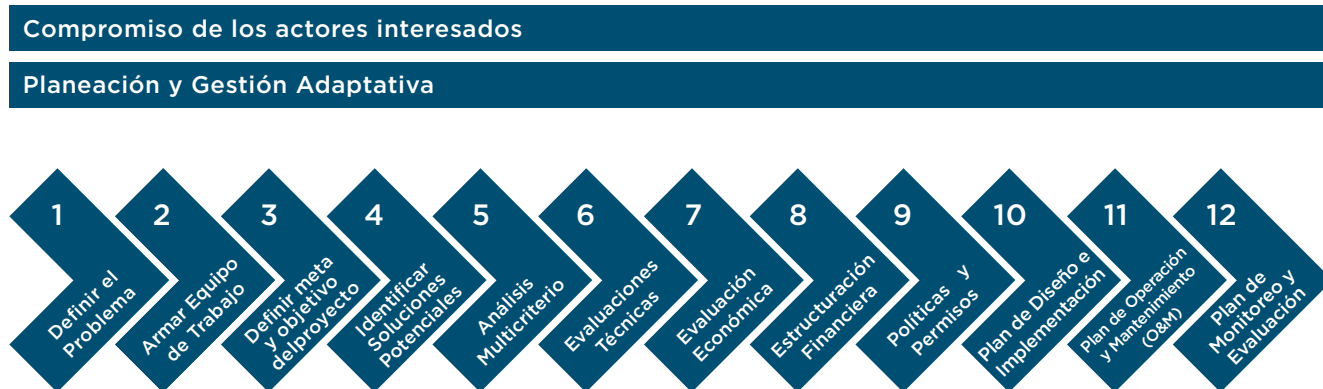 Compromiso de los actores interesados
Planeación y Gestión Adaptativa
1
Definir el
Problema
2
Armar Equipo
de Trabajo
3
Definir meta
y objetivo
delproyecto
4
Identificar
Soluciones
Potenciales
5
Análisis
Multicriterio
6
Evaluaciones
Técnicas
7
Evaluación
Económica
8
Estructuración
Financiera
9
Políticas y
Permisos
10
Plan de Diseño e
Implementación
11
Plan de Operación
y Mantenimiento
(O&M)
12
Plan de
Monitoreo y
Evaluación